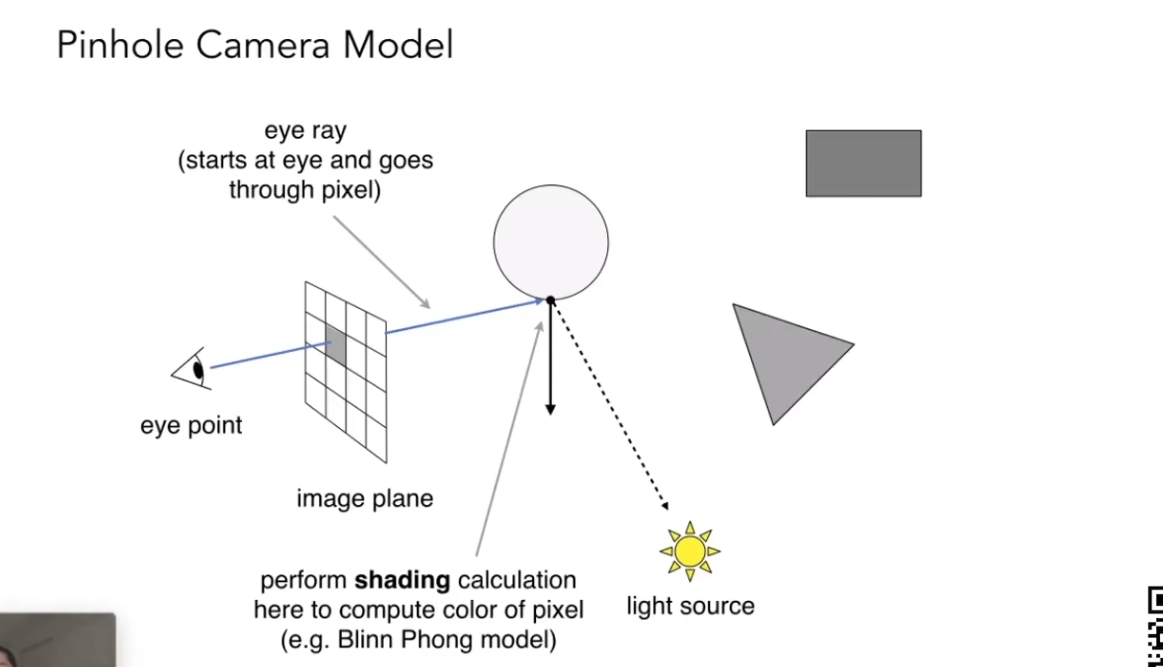 Pinhole Camera Model
eye ray
(starts at eye and goes
through pixel)
eye point
image plane
perform shading calculation
here to compute color of pixel
(e.g. Blinn Phong model)
light source